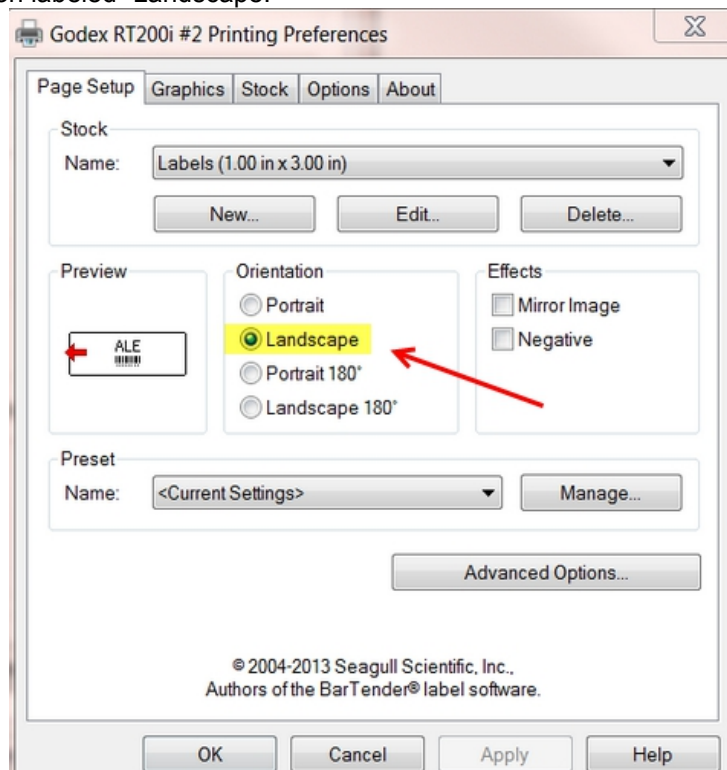 labeled "Landscape."
Godex RT200i #2 Printing Preferences
Page Setup Graphics Stock Options About
Stock
Name: Labels (1.00 in x 3.00 in)
New... Edit... Delete...
Preview Orientation Effects
Portrait Mirror Image
ALE Landscape Negative
Portrait 180°
Landscape 180°
Preset
Name: <Current Settings> Manage...
Advanced Options...
© 2004-2013 Seagull Scientific, Inc.,
Authors of the BarTender® label software.
OK Cancel Apply Help